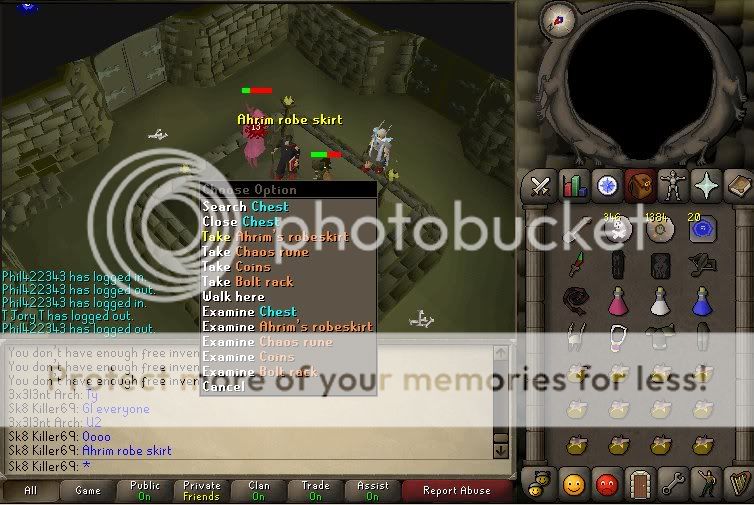 Ahrim robe skirt
13
Choose Option
Search Chest
Close Chest
Take Ahrim's robeskirt
Take Chaos rune
Take Coins
Take Bolt rack
Walk here
Examine Chest
Examine Ahrim's robeskirt
Examine Chaos rune
Examine Coins
Examine Bolt rack
Cancel
photobucket
Protect more of your memories for less!
346
1384
20
Phil422343 has logged in.
Phil422343 has logged out.
Phil422343 has logged in.
T Jory T has logged out.
Phil422343 has logged out.
You don't have enough free inven
You don't have enough free inven
You don't have enough free inven
3x3l3nt Arch: Ty
Sk8 Killer69: Gl everyone
3x3l3nt Arch: U2
Sk8 Killer69: Oooo
Sk8 Killer69: Ahrim robe skirt
Sk8 Killer69: *
All
Game
Public
On
Private
Friends
Clan
On
Trade
On
Assist
On
Report Abuse